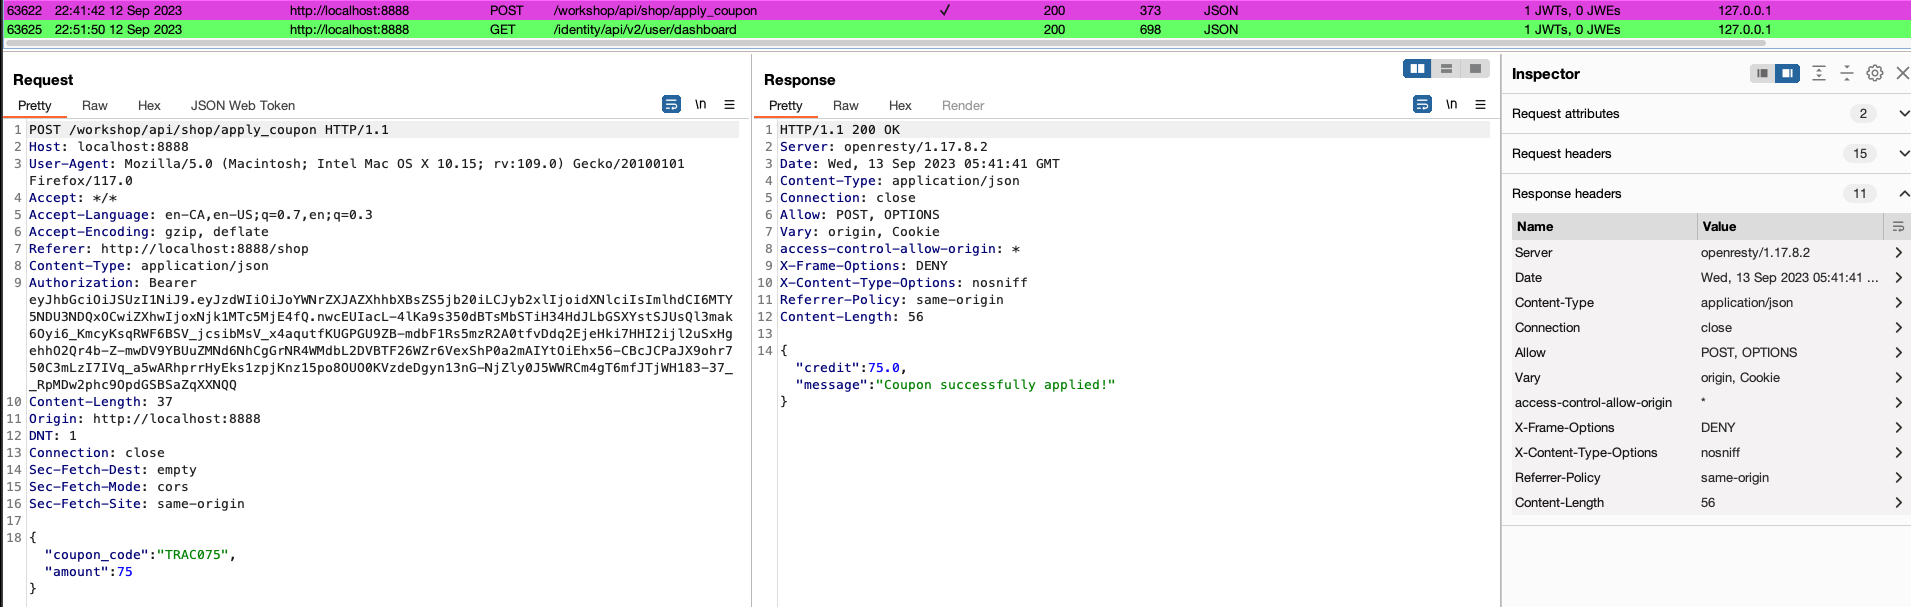 63622 22:41:42 12 Sep 2023 http://localhost:8888 POST /workshop/api/shop/apply_coupon ✓ 200 373 JSON 1 JWTs, 0 JWEs 127.0.0.1
63625 22:51:50 12 Sep 2023 http://localhost:8888 GET /identity/api/v2/user/dashboard 200 698 JSON 1 JWTs, 0 JWEs 127.0.0.1
Request
Pretty Raw Hex JSON Web Token \n
1 POST /workshop/api/shop/apply_coupon HTTP/1.1
2 Host: localhost:8888
3 User-Agent: Mozilla/5.0 (Macintosh; Intel Mac OS X 10.15; rv:109.0) Gecko/20100101
Firefox/117.0
4 Accept: */*
5 Accept-Language: en-CA,en-US;q=0.7,en;q=0.3
6 Accept-Encoding: gzip, deflate
7 Referer: http://localhost:8888/shop
8 Content-Type: application/json
9 Authorization: Bearer
eyJhbGciOiJSUzI1NiJ9.eyJzdWIiOiJoYWNrZXJAZXhhbXBsZS5jb20iLCJyb2xlIjoidXNlciIsImlhdCI6MTY
5NDU3NDQxOCwiZXhwIjoxNjk1MTc5MjE4fQ.nwcEUIacL-4lKa9s350dBTsMbSTiH34HdJLbGSXYstSJUsQl3mak
6Oyi6_KmcyKsqRWF6BSV_jcsibMsV_x4aqutfKUGPGU9ZB-mdbF1Rs5mzR2A0tfvDdq2EjeHki7HHI2ijl2uSxHg
ehhO2Qr4b-Z-mwDV9YBUuZMNd6NhCgGrNR4WMdbL2DVBTF26WZr6VexShP0a2mAIYtOiEhx56-CBcJCPaJX9ohr7
50C3mLzI7IVq_a5wARhprrHyEks1zpjKnz15po8OUO0KVzdeDgyn13nG-NjZly0J5WWRCm4gT6mfJTjWH183-37_
_RpMDw2phc9OpdGSBSaZqXXNQQ
10 Content-Length: 37
11 Origin: http://localhost:8888
12 DNT: 1
13 Connection: close
14 Sec-Fetch-Dest: empty
15 Sec-Fetch-Mode: cors
16 Sec-Fetch-Site: same-origin
17
18 {
"coupon_code":"TRAC075",
"amount":75
}
Response
Pretty Raw Hex Render \n
1 HTTP/1.1 200 OK
2 Server: openresty/1.17.8.2
3 Date: Wed, 13 Sep 2023 05:41:41 GMT
4 Content-Type: application/json
5 Connection: close
6 Allow: POST, OPTIONS
7 Vary: origin, Cookie
8 access-control-allow-origin: *
9 X-Frame-Options: DENY
10 X-Content-Type-Options: nosniff
11 Referrer-Policy: same-origin
12 Content-Length: 56
13
14 {
"credit":75.0,
"message":"Coupon successfully applied!"
}
Inspector
Request attributes 2
Request headers 15
Response headers 11
Name Value
Server openresty/1.17.8.2
Date Wed, 13 Sep 2023 05:41:41 ...
Content-Type application/json
Connection close
Allow POST, OPTIONS
Vary origin, Cookie
access-control-allow-origin *
X-Frame-Options DENY
X-Content-Type-Options nosniff
Referrer-Policy same-origin
Content-Length 56